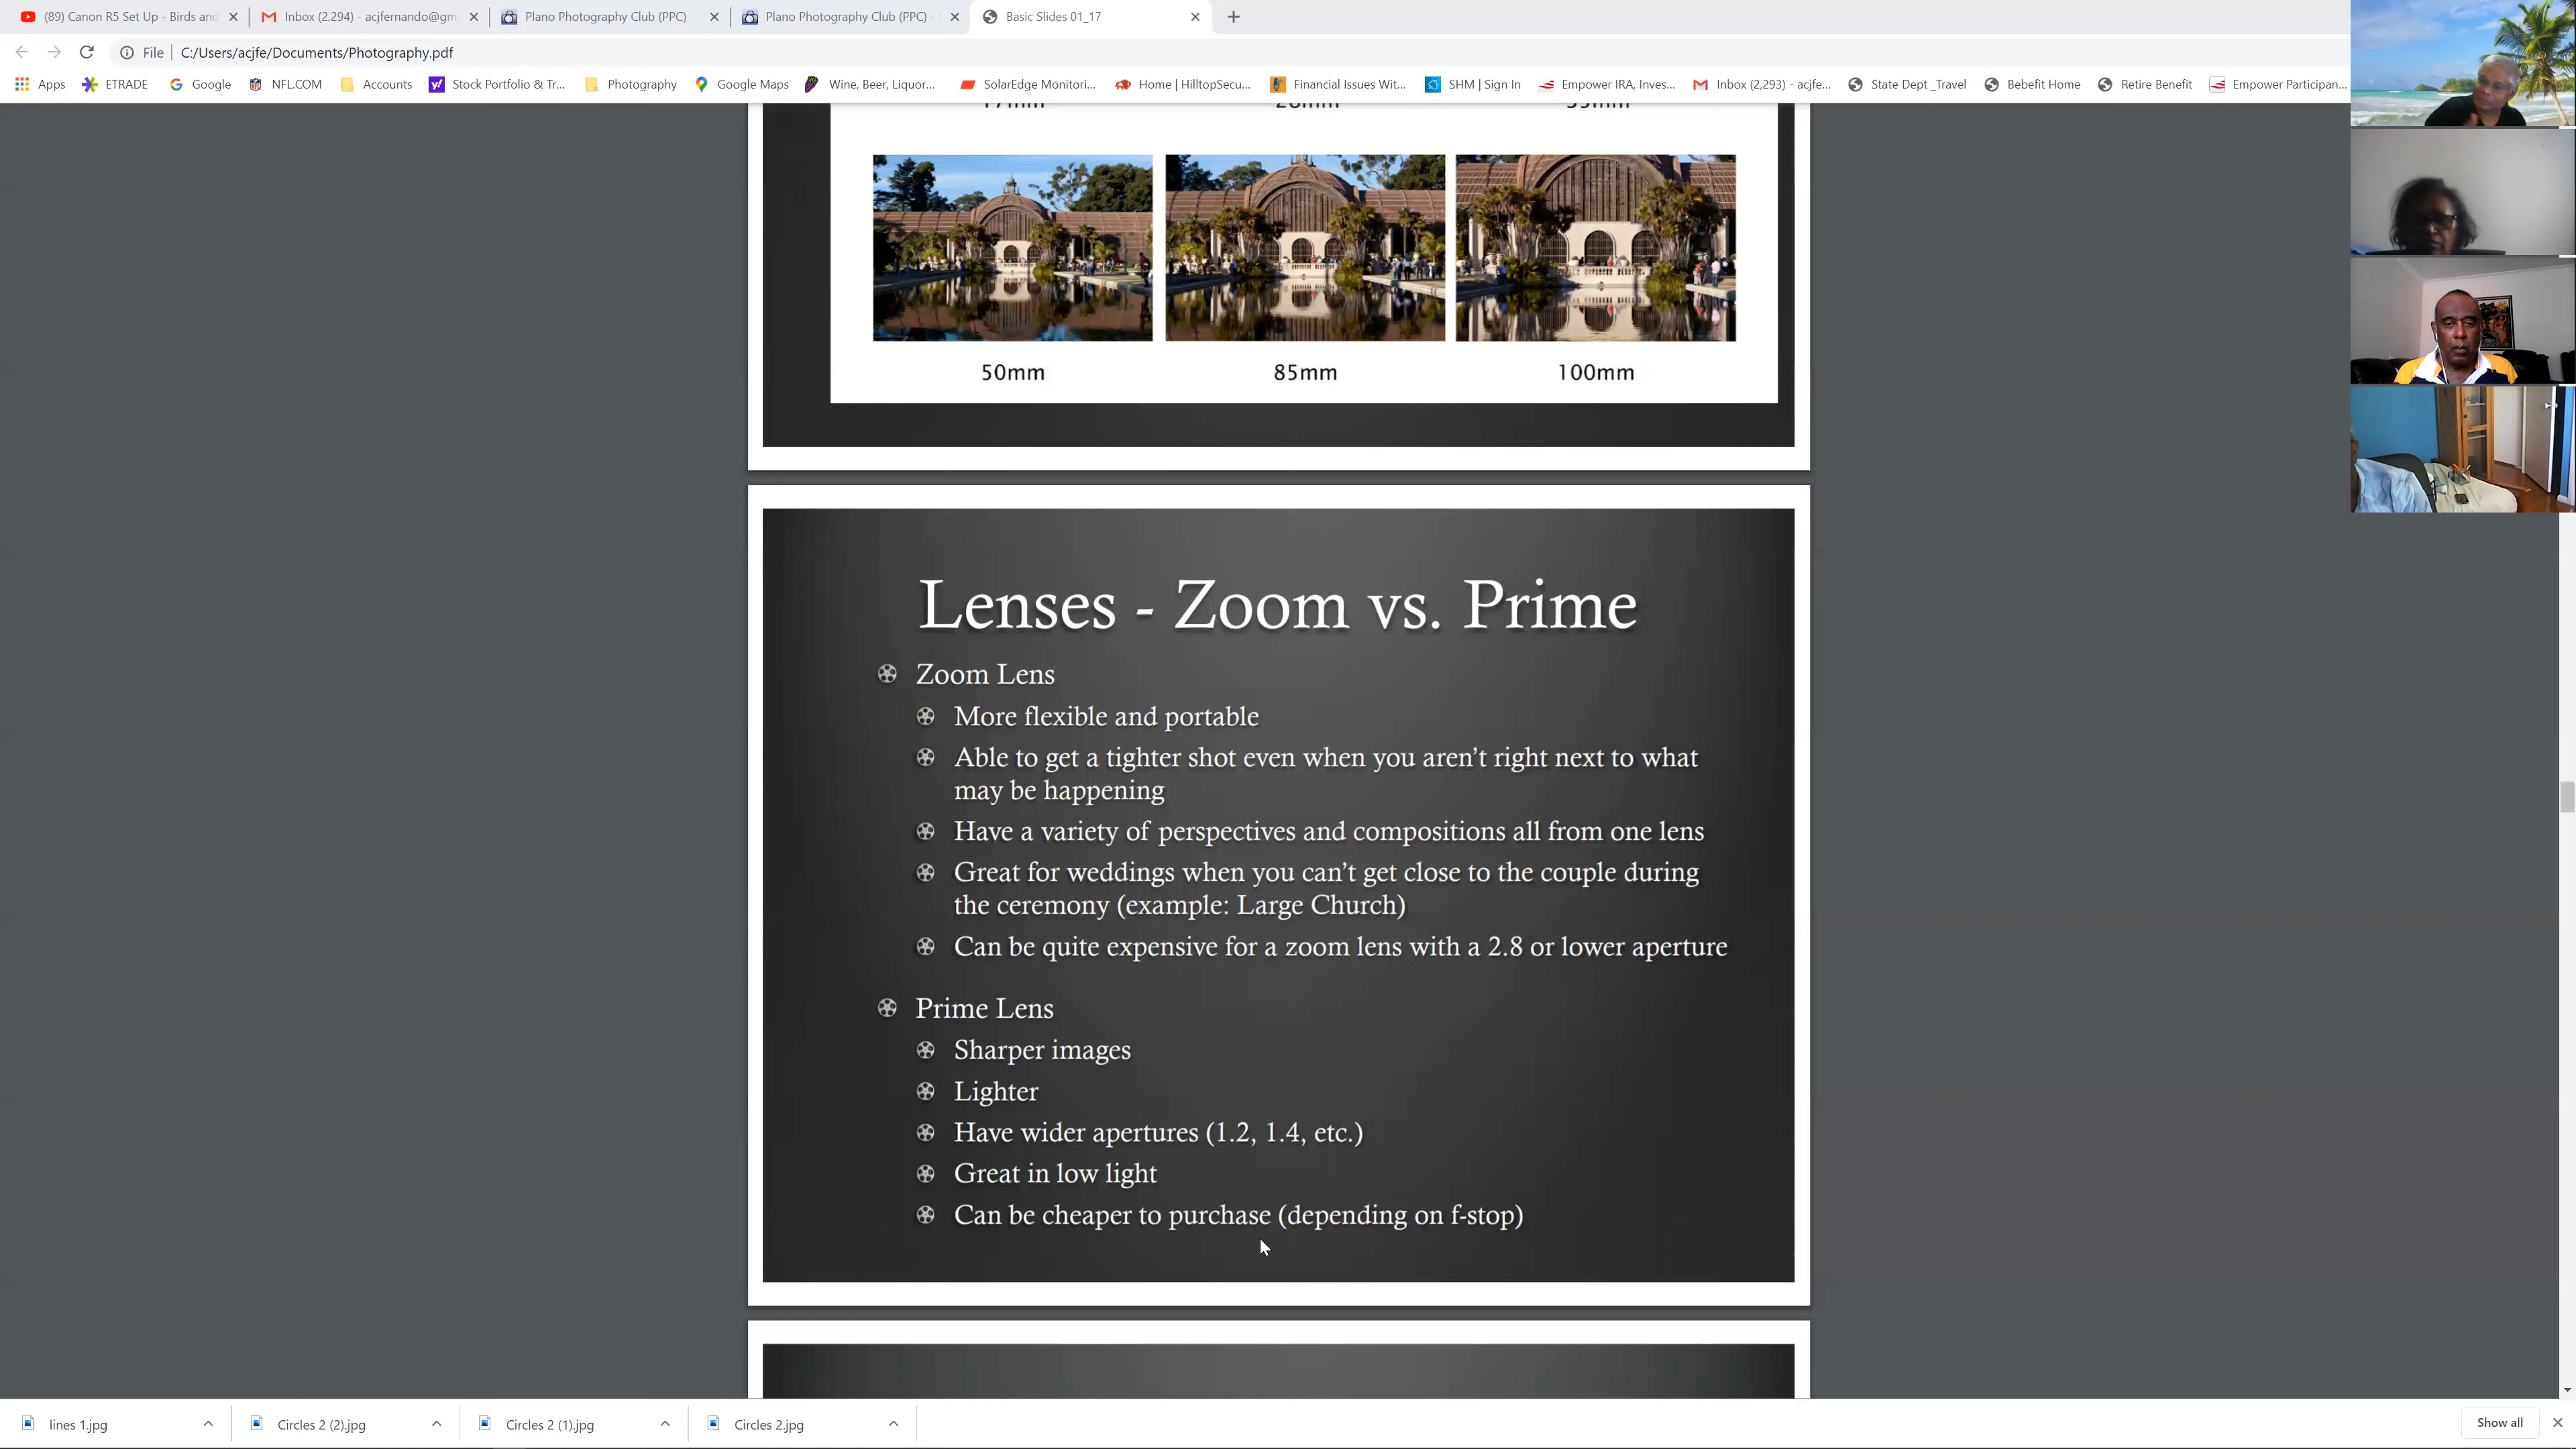 (89) Canon R5 Set Up - Birds and
Inbox (2,294) - acjfernando@gm
Plano Photography Club (PPC)
Plano Photography Club (PPC) -
Basic Slides 01_17
File
C:/Users/acjfe/Documents/Photography.pdf
Apps
ETRADE
Google
NFL.COM
Accounts
Stock Portfolio & Tr...
Photography
Google Maps
Wine, Beer, Liquor...
SolarEdge Monitori...
Home | HilltopSecu...
Financial Issues Wit...
SHM | Sign In
Empower IRA, Inves...
Inbox (2,293) - acjfe...
State Dept _Travel
Bebefit Home
Retire Benefit
Empower Participan...
50mm
85mm
100mm
Lenses - Zoom vs. Prime
Zoom Lens
More flexible and portable
Able to get a tighter shot even when you aren't right next to what
may be happening
Have a variety of perspectives and compositions all from one lens
Great for weddings when you can't get close to the couple during
the ceremony (example: Large Church)
Can be quite expensive for a zoom lens with a 2.8 or lower aperture
Prime Lens
Sharper images
Lighter
Have wider apertures (1.2, 1.4, etc.)
Great in low light
Can be cheaper to purchase (depending on f-stop)
lines 1.jpg
Circles 2 (2).jpg
Circles 2 (1).jpg
Circles 2.jpg
Show all